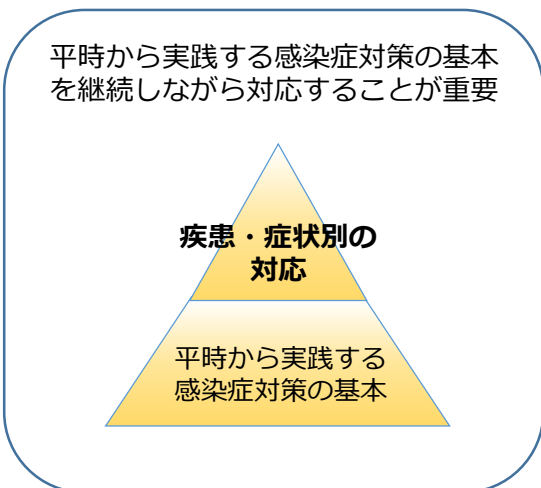 平時から実践する感染症対策の基本
を継続しながら対応することが重要
疾患・症状別の
対応
平時から実践する
感染症対策の基本